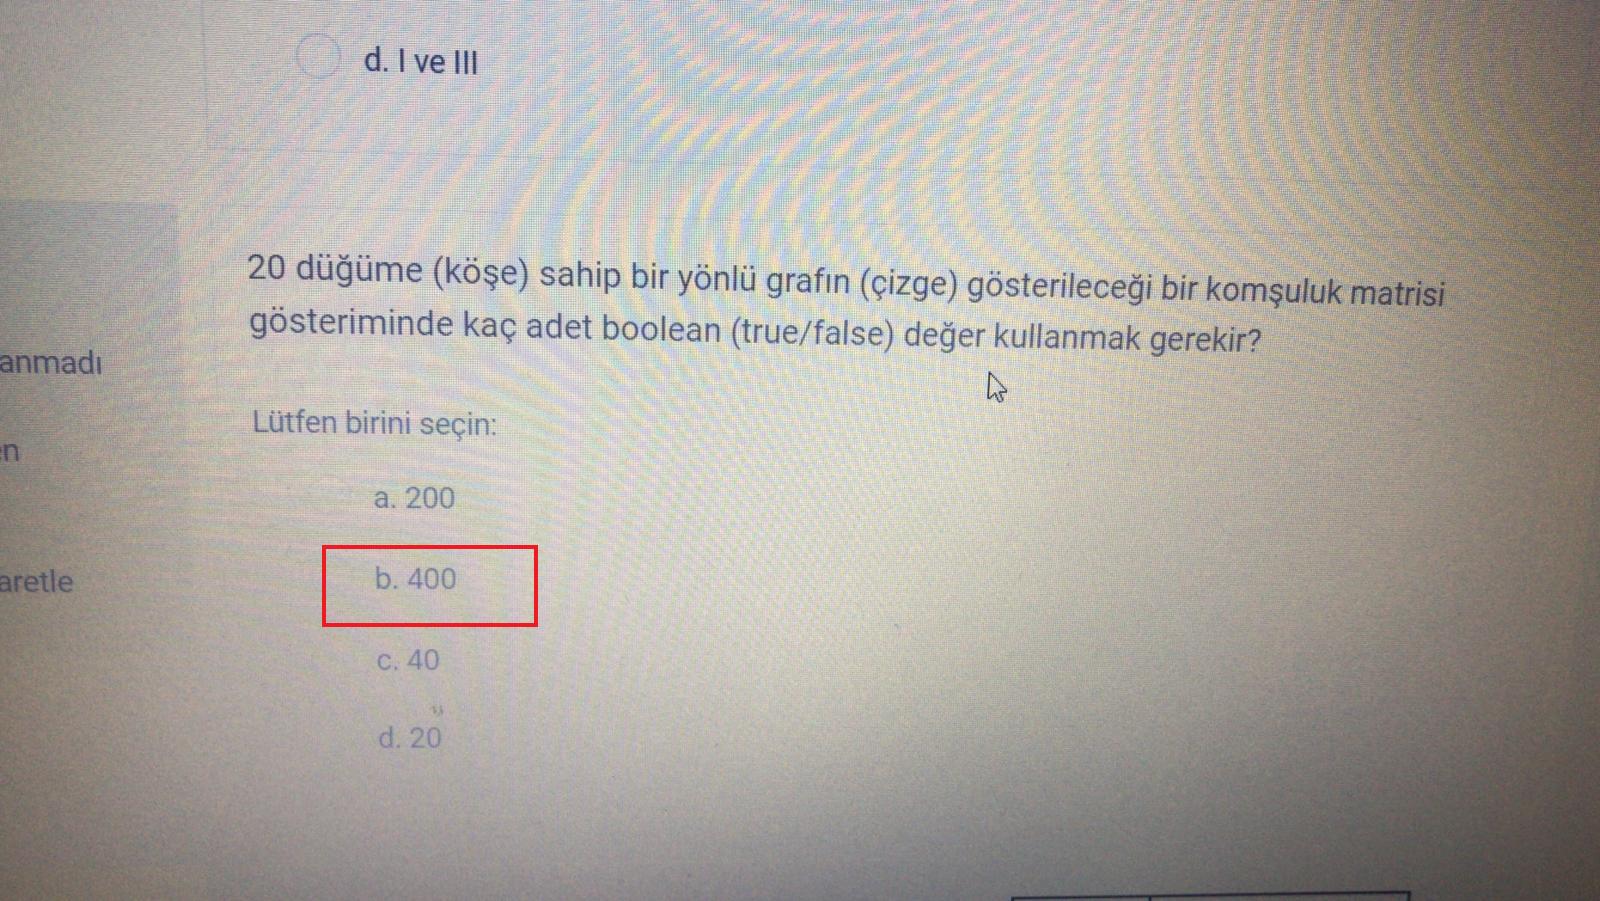 d. I ve III
20 düğüme (köşe) sahip bir yönlü grafın (çizge) gösterileceği bir komşuluk matrisi
gösteriminde kaç adet boolean (true/false) değer kullanmak gerekir?
anmadı
Lütfen birini seçin:
en
a. 200
b. 400
aretle
c. 40
d. 20